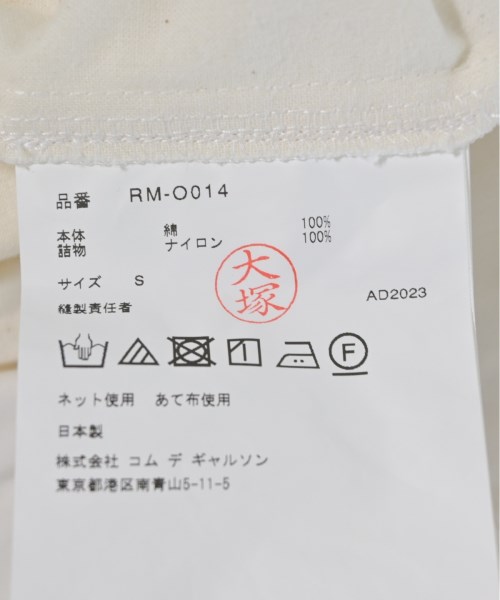 品番 RM-O014
本体 綿 100%
詰物 ナイロン 100%
サイズ S
大塚
縫製責任者 AD2023
F
ネット使用 あて布使用
日本製
株式会社 コム デ ギャルソン
東京都港区南青山5-11-5